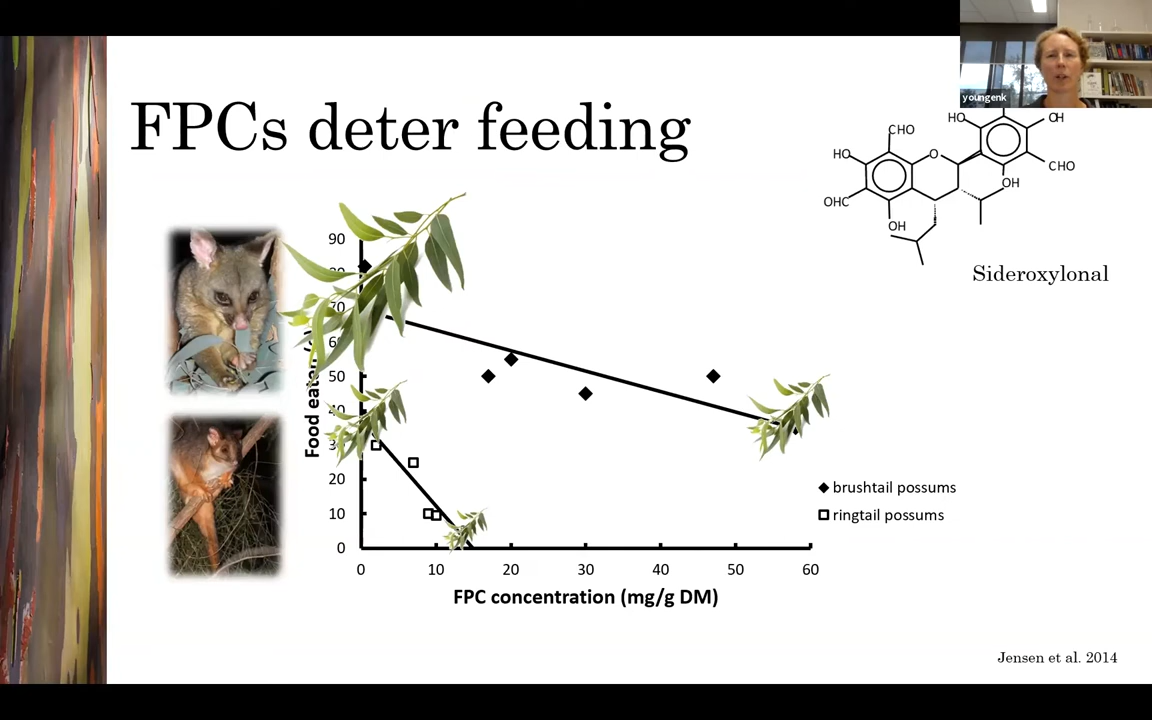 youngenk
FPCs deter feeding
CHO
HO
OHC
OH
O
HO
OH
CHO
OH
Sideroxylonal
90
70
50
20
10
0
0
10
20
30
40
50
60
Food eaten
FPC concentration (mg/g DM)
brushtail possums
ringtail possums
Jensen et al. 2014